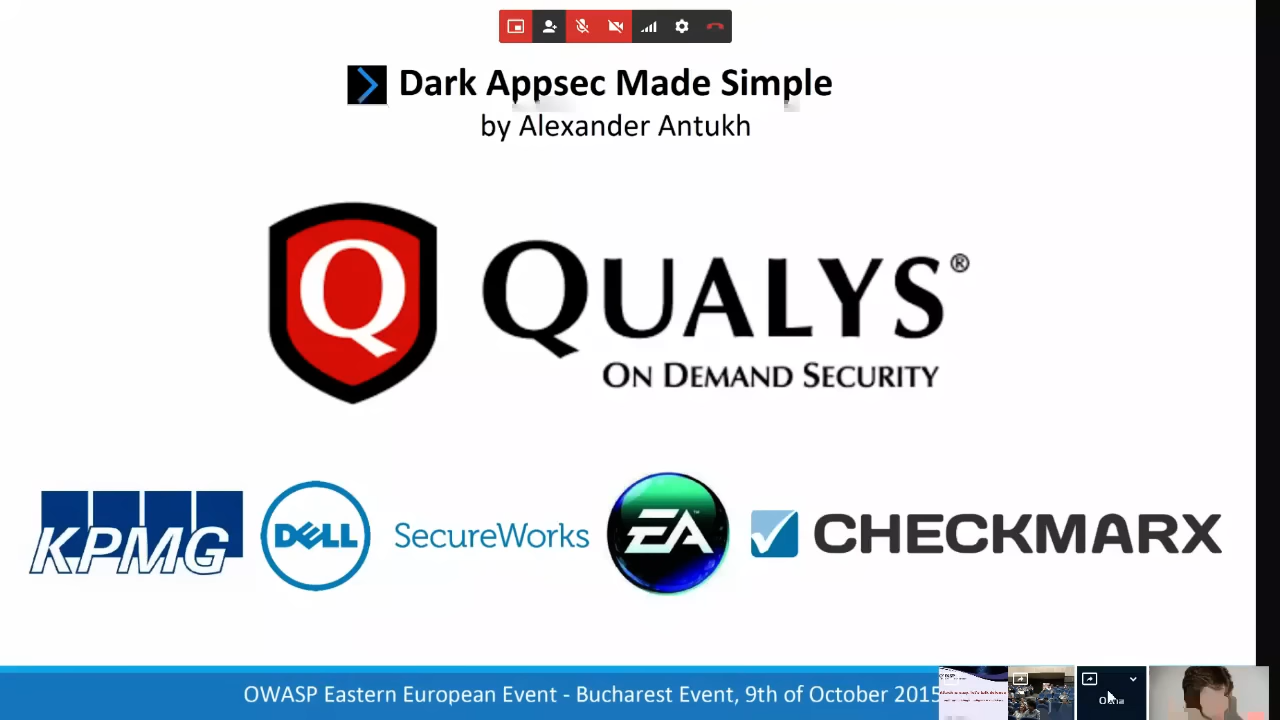 Dark Appsec Made Simple
by Alexander Antukh
Q QUALYS®
ON DEMAND SECURITY
KPMG DELL SecureWorks EA™ CHECKMARX
OWASP Eastern European Event - Bucharest Event, 9th of October 2015